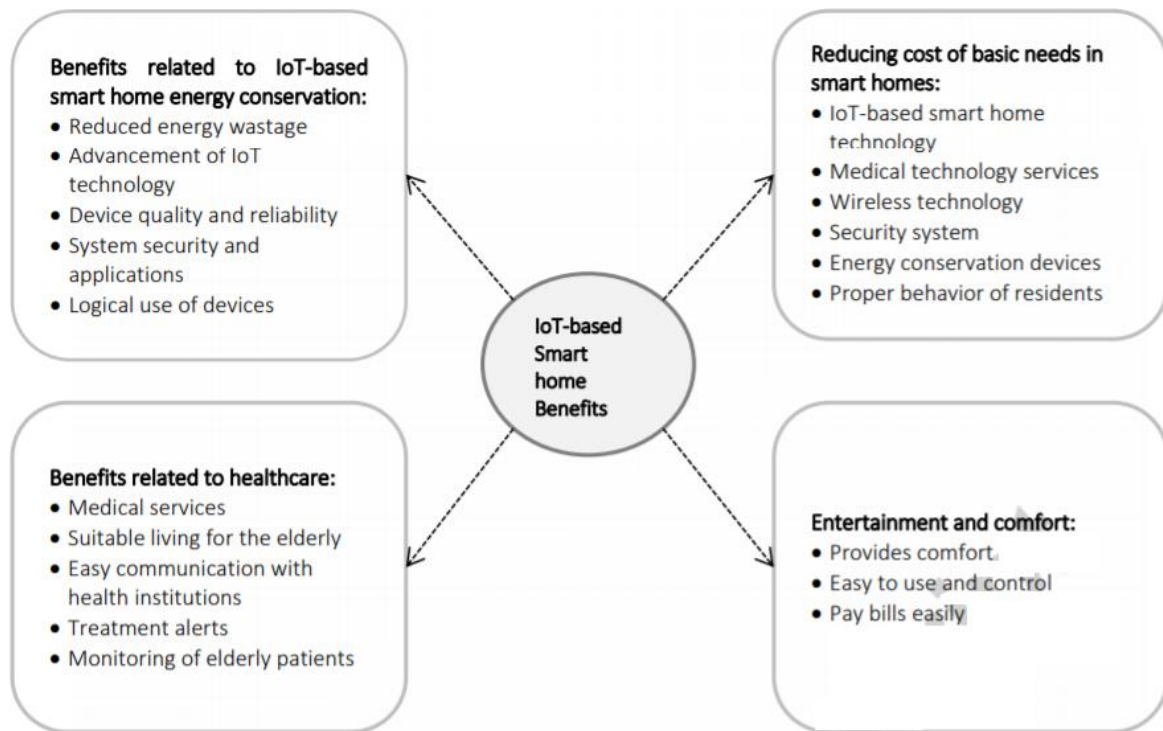 Benefits related to IoT-based
smart home energy conservation:
• Reduced energy wastage
• Advancement of IoT
technology
• Device quality and reliability
• System security and
applications
• Logical use of devices
Reducing cost of basic needs in
smart homes:
• IoT-based smart home
technology
• Medical technology services
• Wireless technology
• Security system
• Energy conservation devices
• Proper behavior of residents
IoT-based
Smart
home
Benefits
Benefits related to healthcare:
• Medical services
• Suitable living for the elderly
• Easy communication with
health institutions
• Treatment alerts
• Monitoring of elderly patients
Entertainment and comfort:
• Provides comfort.
• Easy to use and control
• Pay bills easily